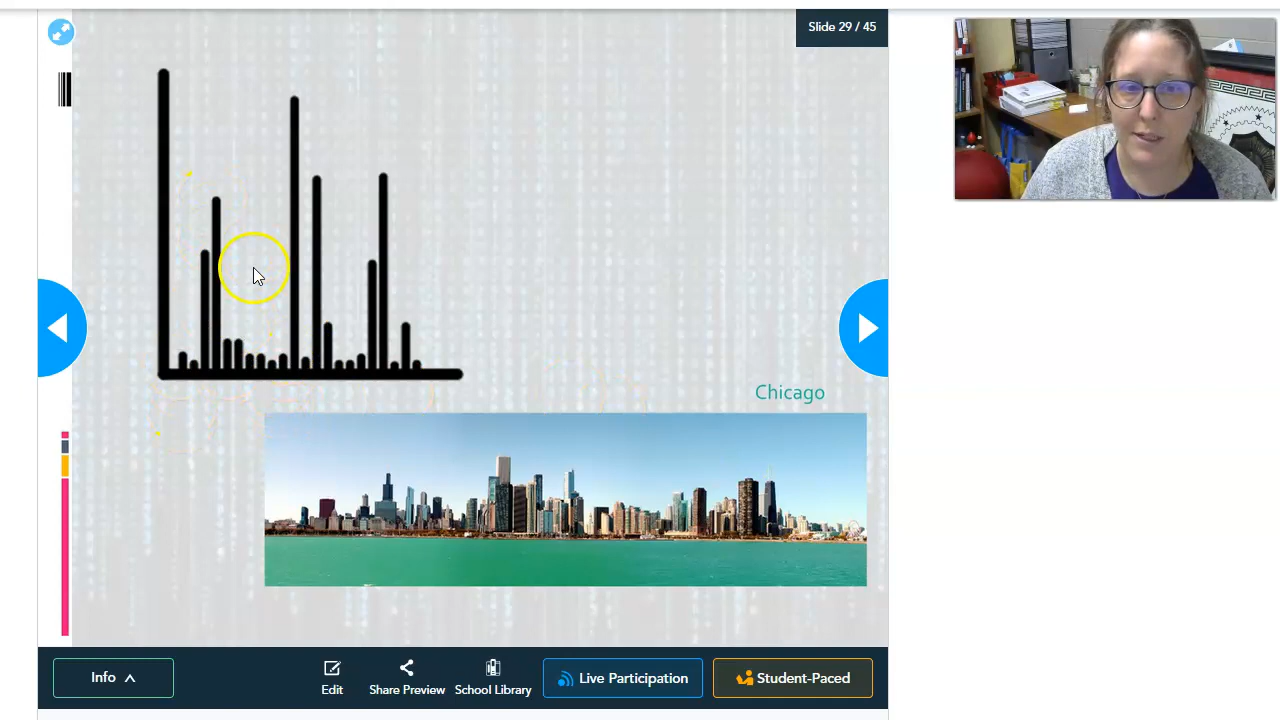 Slide 29 / 45
Chicago
Info
Edit
Share Preview
School Library
Live Participation
Student-Paced